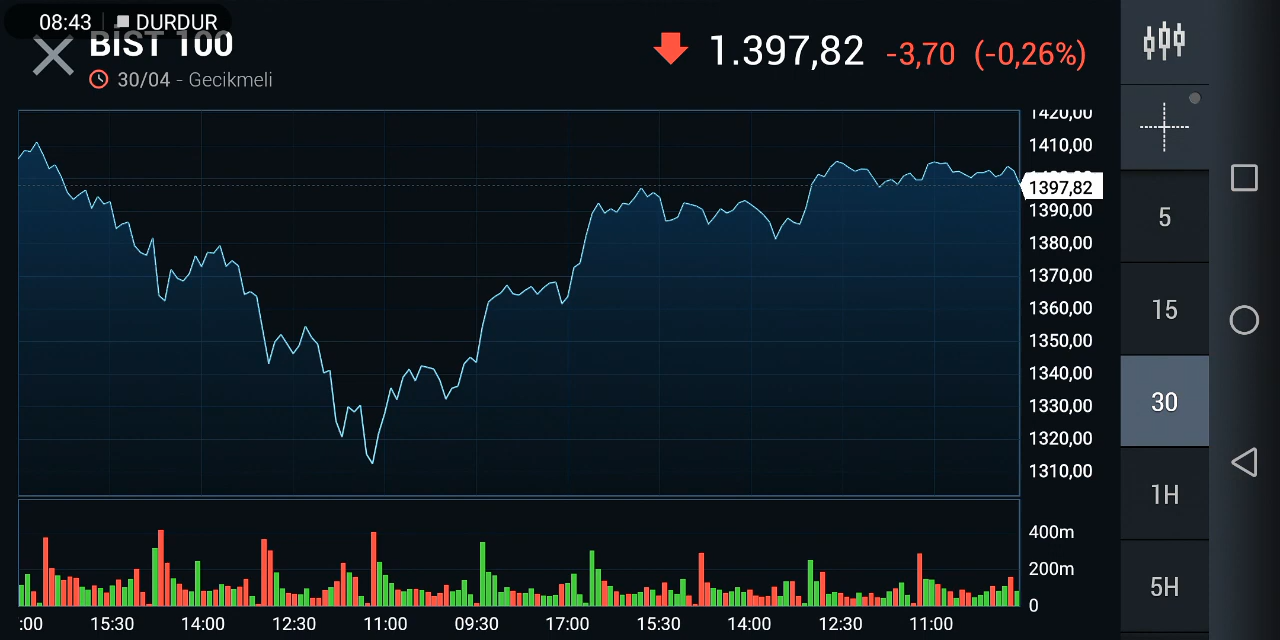 08:43 DURDUR
BİST 100
30/04 - Gecikmeli
1.397,82 -3,70 (-0,26%)
1420,00
1410,00
1397,82
1390,00
1380,00
1370,00
1360,00
1350,00
1340,00
1330,00
1320,00
1310,00
400m
200m
0
:00 15:30 14:00 12:30 11:00 09:30 17:00 15:30 14:00 12:30 11:00
5
15
30
1H
5H